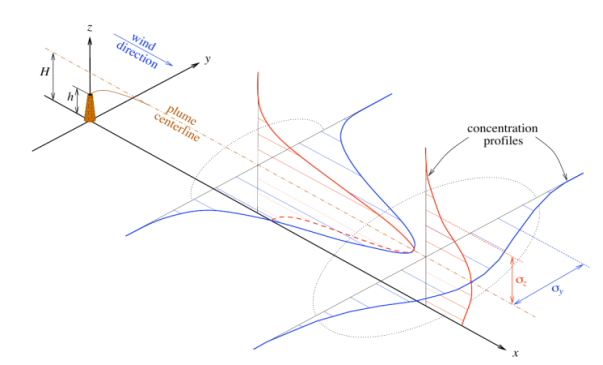 z
wind
direction
y
H
h
plume
centerline
concentration
profiles
σz
σy
x